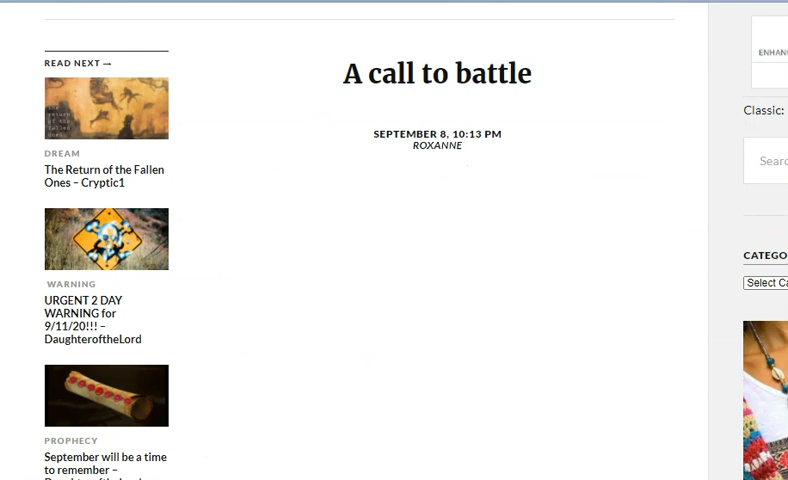 READ NEXT →
DREAM
The Return of the Fallen
Ones – Cryptic1
WARNING
URGENT 2 DAY
WARNING for
9/11/20!!! –
DaughteroftheLord
PROPHECY
September will be a time
to remember –
A call to battle
SEPTEMBER 8, 10:13 PM
ROXANNE
ENHANC
Classic:
Searc
CATEGO
Select Ca